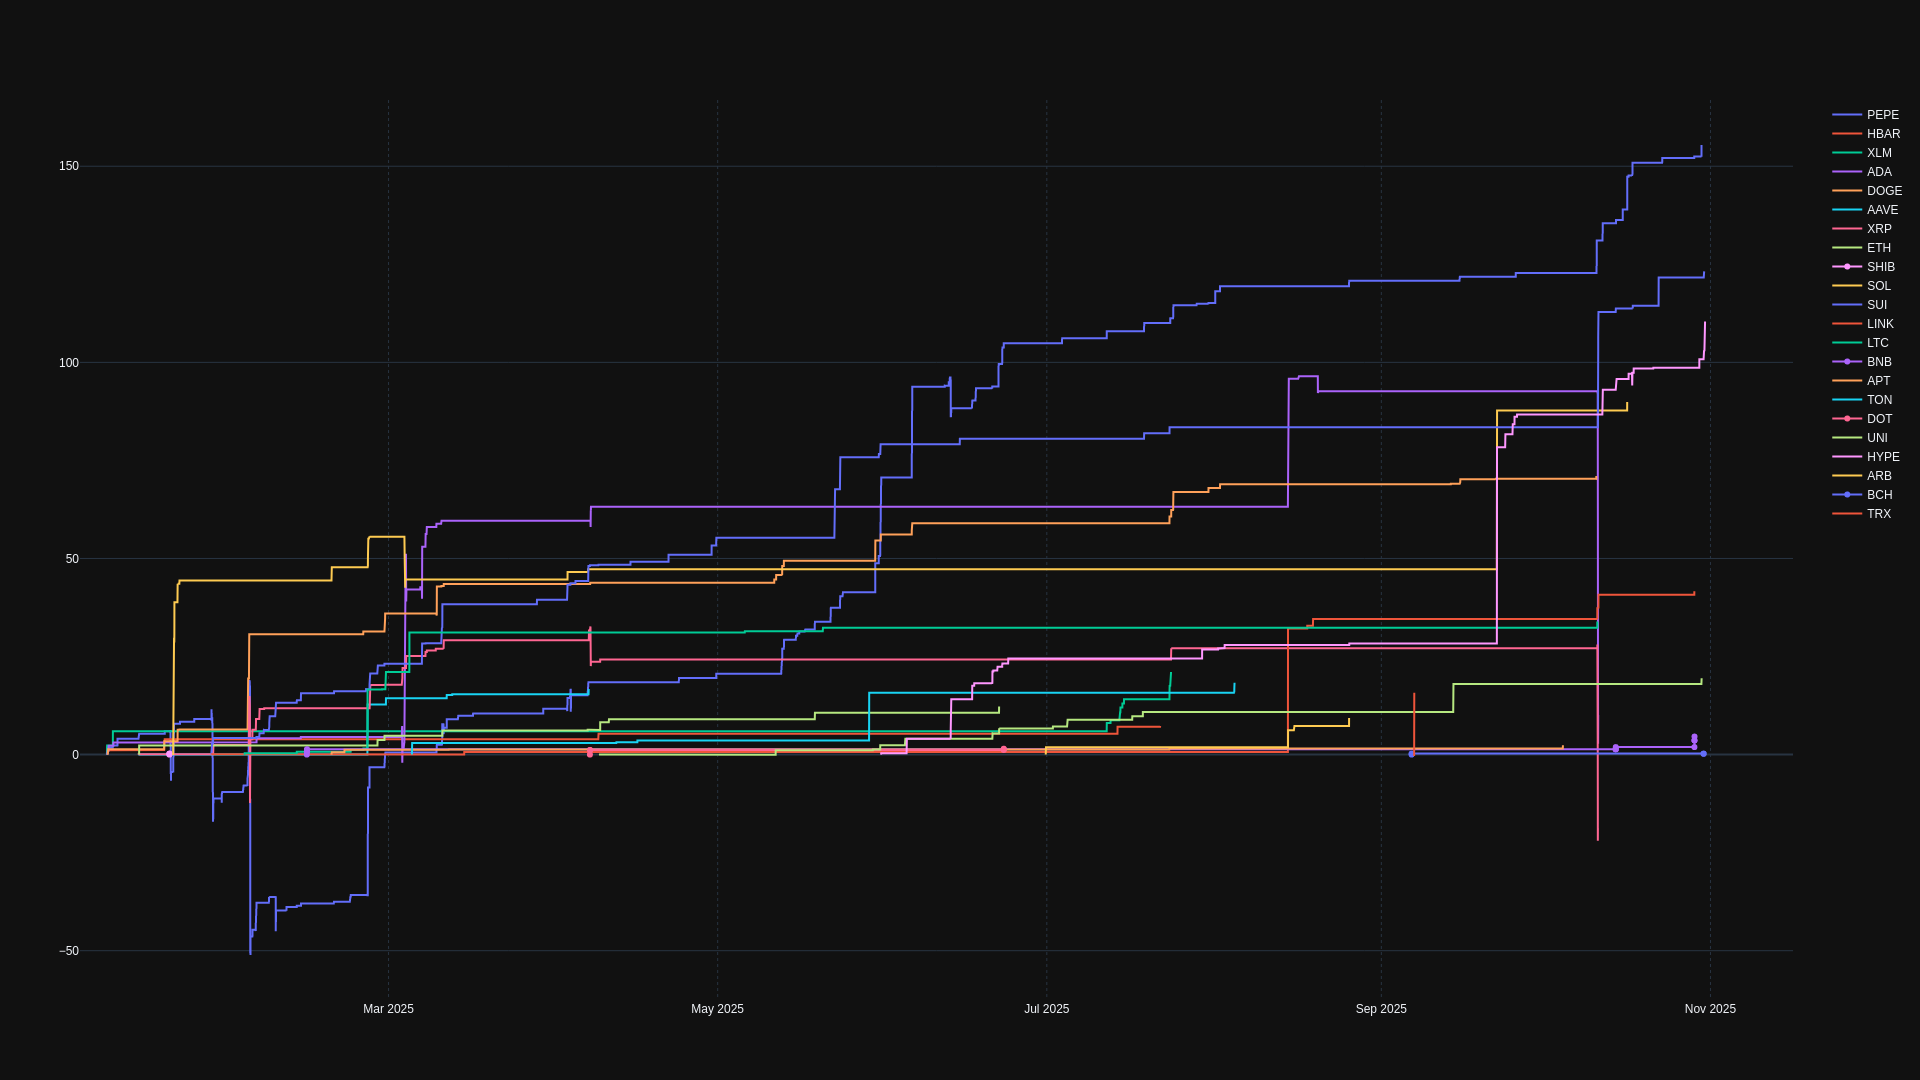 150
100
50
0
−50
Mar 2025
May 2025
Jul 2025
Sep 2025
Nov 2025
PEPE
HBAR
XLM
ADA
DOGE
AAVE
XRP
ETH
SHIB
SOL
SUI
LINK
LTC
BNB
APT
TON
DOT
UNI
HYPE
ARB
BCH
TRX